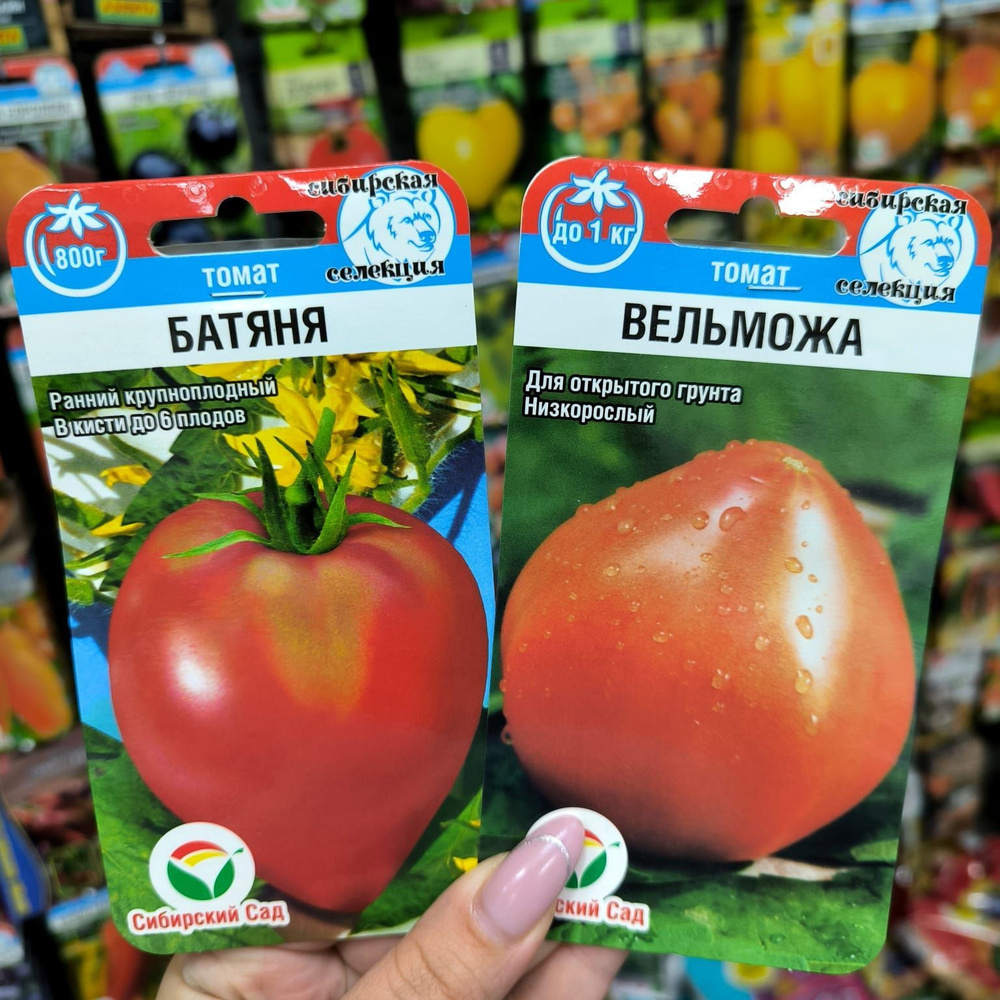 800г
томат
сибирская
селекция
БАТЯНЯ
Ранний крупноплодный
В кисти до 6 плодов
Сибирский Сад
до 1 кг
томат
сибирская
селекция
ВЕЛЬМОЖА
Для открытого грунта
Низкорослый
ский Сад